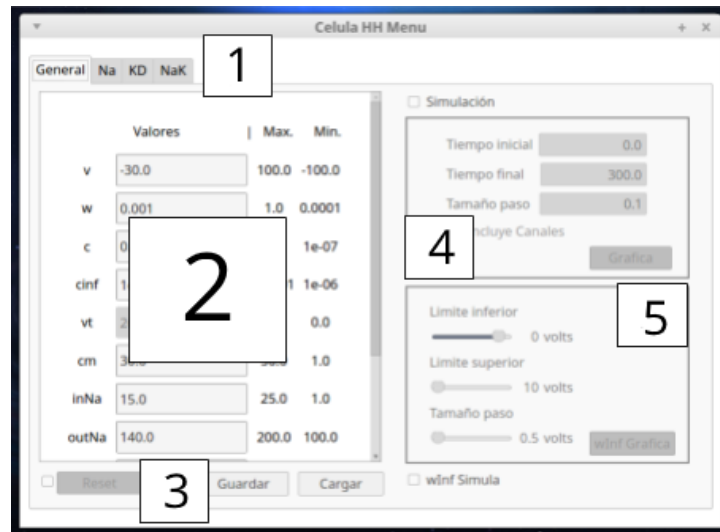 Celula HH Menu
General Na KD NaK
1
Valores | Max. Min.
v -30.0 100.0 -100.0
w 0.001 1.0 0.0001
c 1e-07
cinf 1e-06
vt 0.0
cm 1.0
inNa 15.0 25.0 1.0
outNa 140.0 200.0 100.0
2
Reset Guardar Cargar
3
Simulación
Tiempo inicial 0.0
Tiempo final 300.0
Tamaño paso 0.1
Canales
Grafica
4
Limite inferior
0 volts
Limite superior
10 volts
Tamaño paso
0.5 volts wInf Grafica
5
wInf Simula